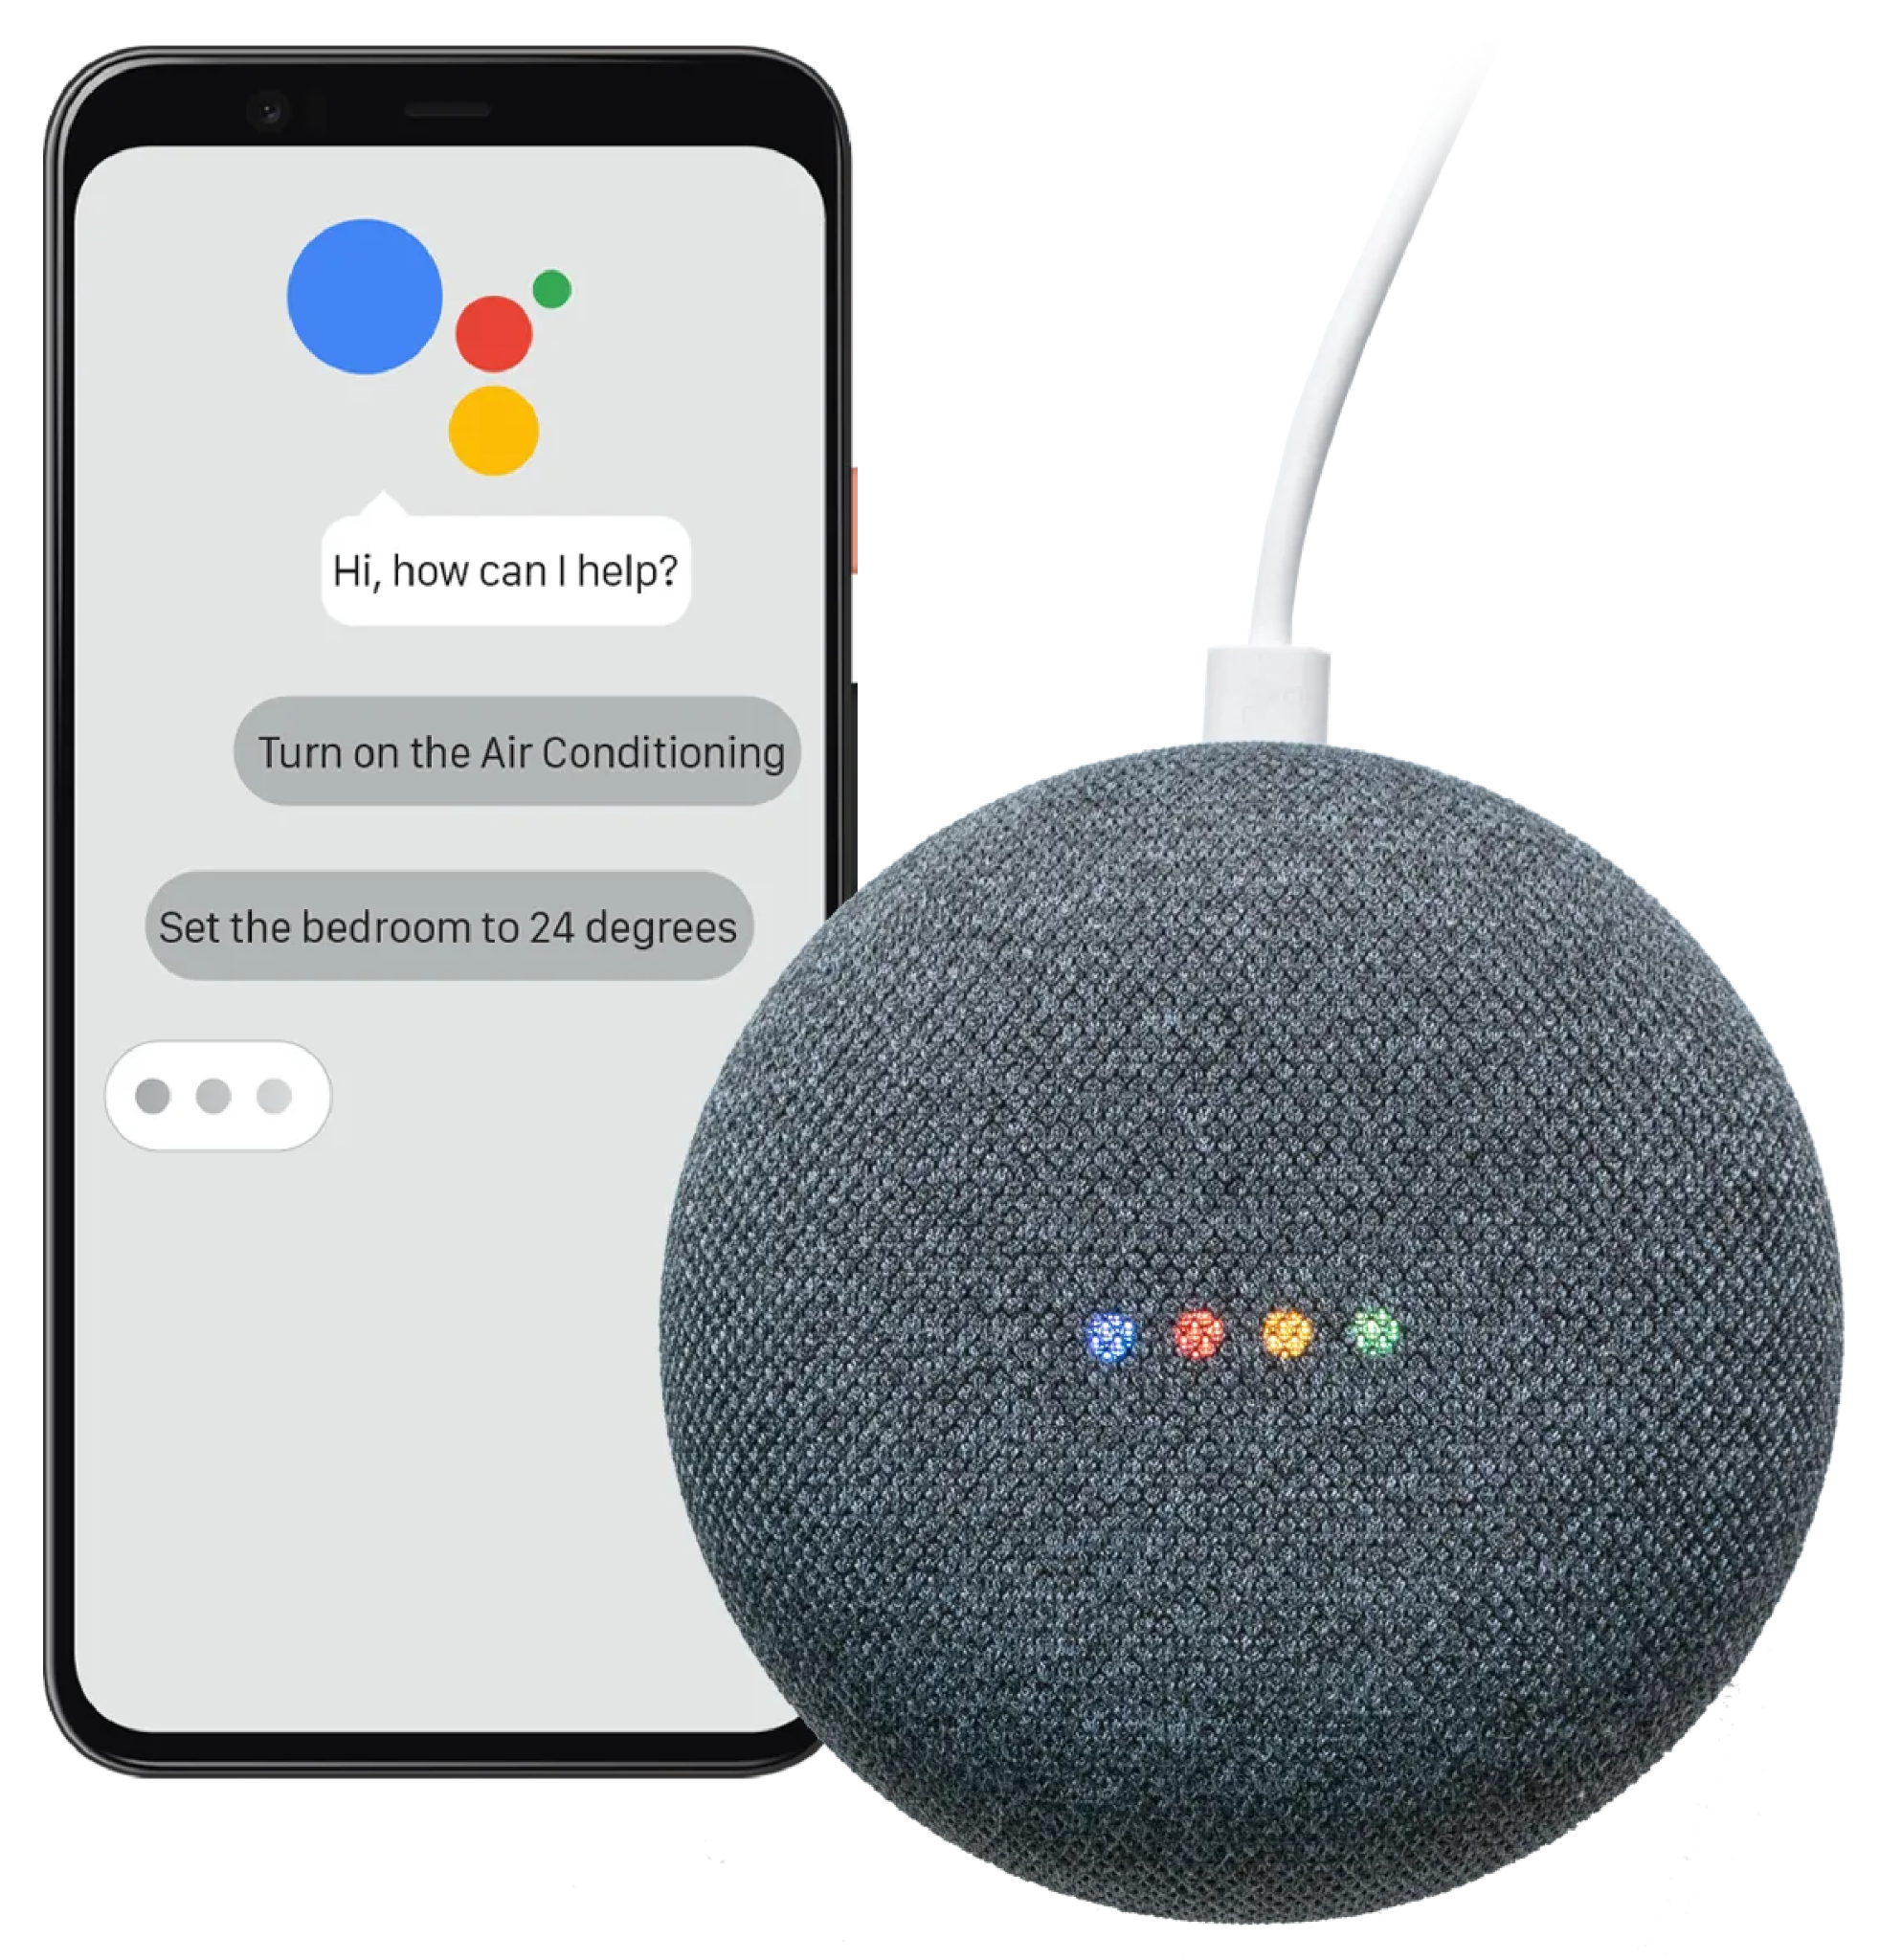 Hi, how can I help?
Turn on the Air Conditioning
Set the bedroom to 24 degrees